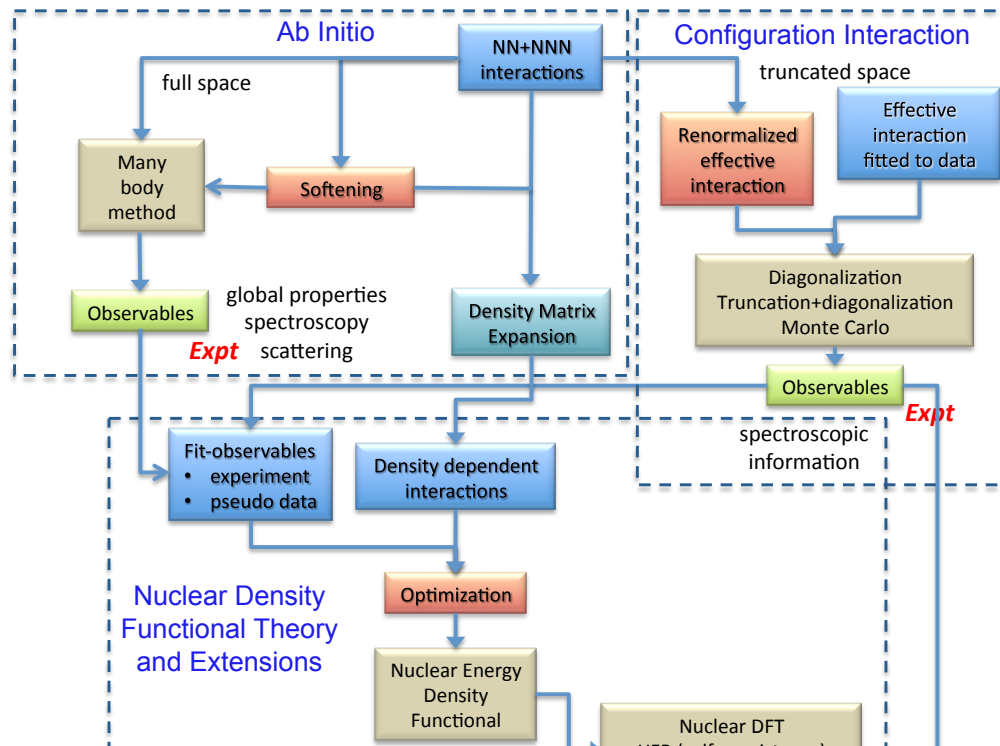 Ab Initio
NN+NNN
interactions
full space
Many
body
method
Softening
Observables
global properties
spectroscopy
scattering
Expt
Density Matrix
Expansion
Configuration Interaction
truncated space
Renormalized
effective
interaction
Effective
interaction
fitted to data
Diagonalization
Truncation+diagonalization
Monte Carlo
Observables
Expt
spectroscopic
information
Fit-observables
• experiment
• pseudo data
Density dependent
interactions
Optimization
Nuclear Density
Functional Theory
and Extensions
Nuclear Energy
Density
Functional
Nuclear DFT